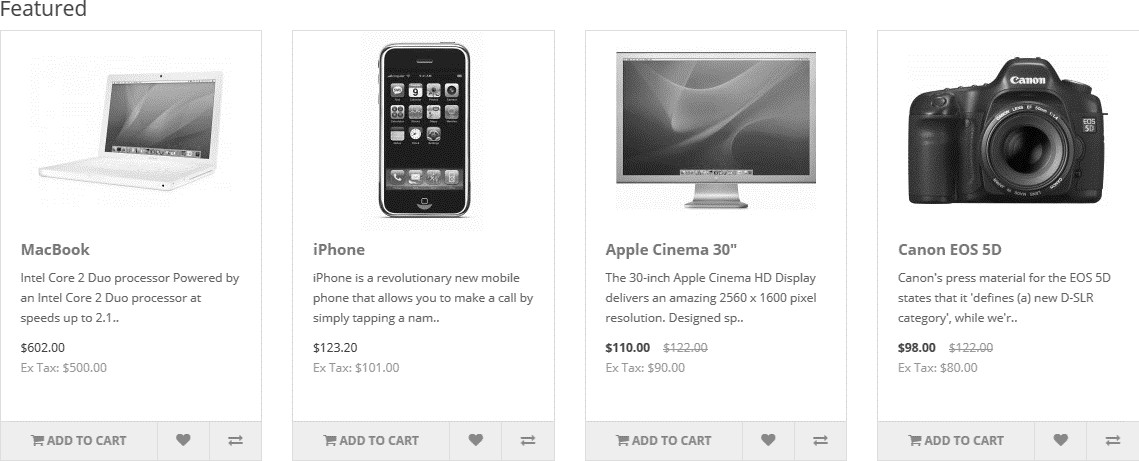 Featured
MacBook
Intel Core 2 Duo processor Powered by
an Intel Core 2 Duo processor at
speeds up to 2.1..
$602.00
Ex Tax: $500.00
ADD TO CART
iPhone
iPhone is a revolutionary new mobile
phone that allows you to make a call by
simply tapping a nam..
$123.20
Ex Tax: $101.00
ADD TO CART
Apple Cinema 30"
The 30-inch Apple Cinema HD Display
delivers an amazing 2560 x 1600 pixel
resolution. Designed sp..
$110.00 $122.00
Ex Tax: $90.00
ADD TO CART
Canon
EOS
5D
Canon EOS 5D
Canon's press material for the EOS 5D
states that it 'defines (a) new D-SLR
category', while we'r..
$98.00 $122.00
Ex Tax: $80.00
ADD TO CART